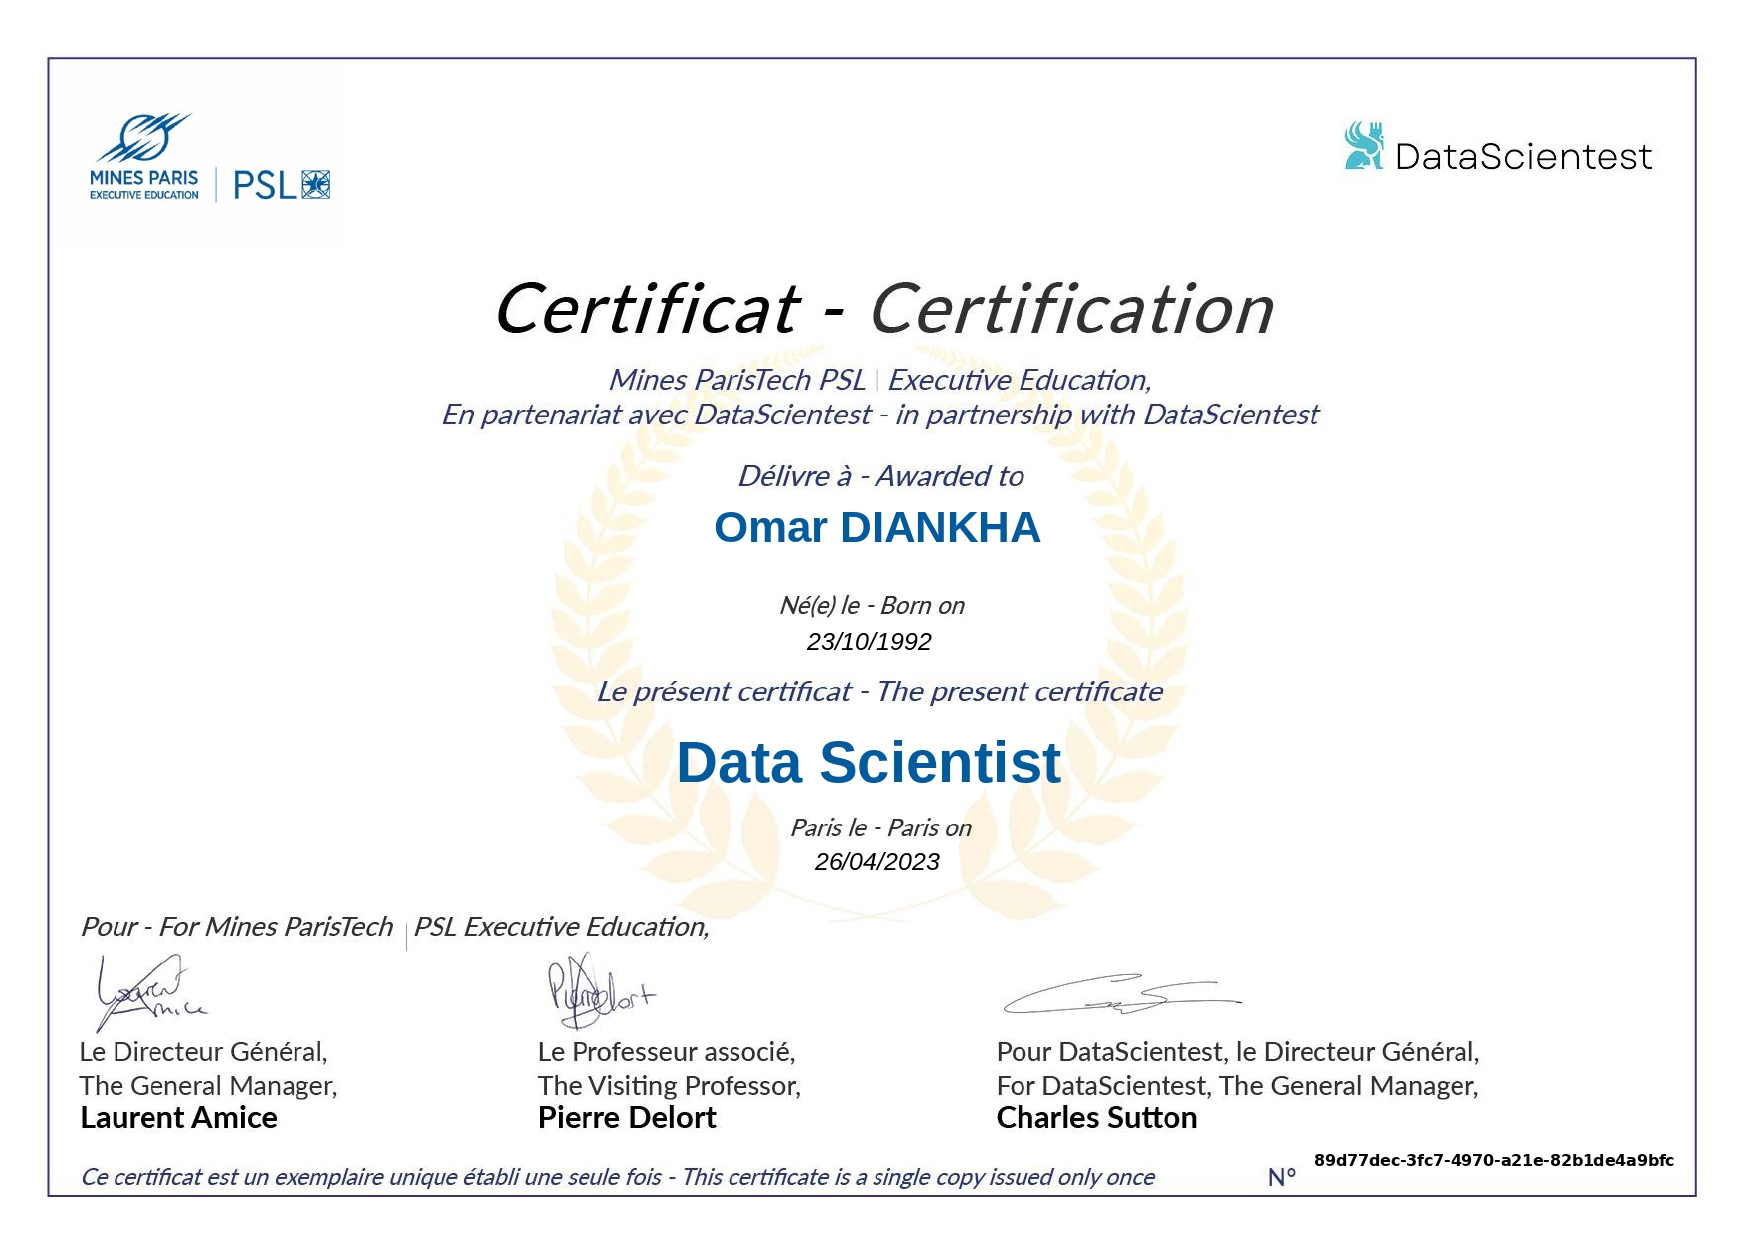 MINES PARIS
EXECUTIVE EDUCATION
PSL
DataScientest
Certificat - Certification
Mines ParisTech PSL | Executive Education,
En partenariat avec DataScientest - in partnership with DataScientest
Délivre à - Awarded to
Omar DIANKHA
Né(e) le - Born on
23/10/1992
Le présent certificat - The present certificate
Data Scientist
Paris le - Paris on
26/04/2023
Pour - For Mines ParisTech | PSL Executive Education,
Laurent Amice
Pierre Delort
Le Directeur Général,
The General Manager,
Laurent Amice
Le Professeur associé,
The Visiting Professor,
Pierre Delort
Pour DataScientest, le Directeur Général,
For DataScientest, The General Manager,
Charles Sutton
Ce certificat est un exemplaire unique établi une seule fois - This certificate is a single copy issued only once
N° 89d77dec-3fc7-4970-a21e-82b1de4a9bfc